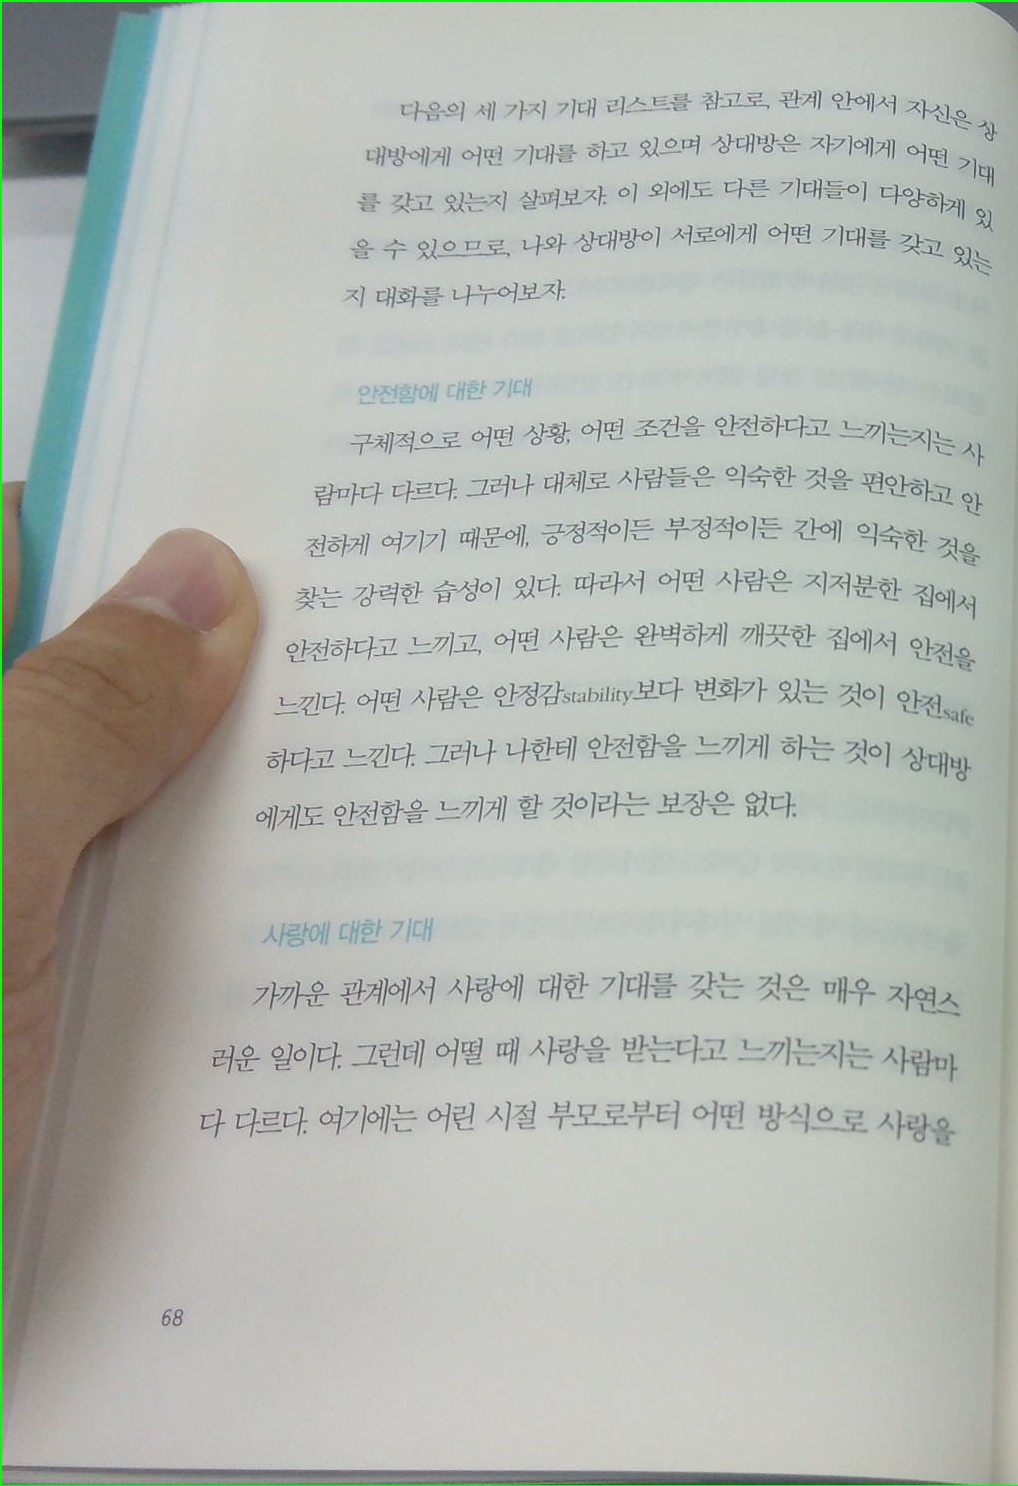 다음의 세 가지 기대 리스트를 참고로, 관계 안에서 자신은 상
대방에게 어떤 기대를 하고 있으며 상대방은 자기에게 어떤 기대
를 갖고 있는지 살펴보자. 이 외에도 다른 기대들이 다양하게 있
을 수 있으므로, 나와 상대방이 서로에게 어떤 기대를 갖고 있는
지 대화를 나누어보자.
안전함에 대한 기대
구체적으로 어떤 상황, 어떤 조건을 안전하다고 느끼는지는 사
람마다 다르다. 그러나 대체로 사람들은 익숙한 것을 편안하고 안
전하게 여기기 때문에, 긍정적이든 부정적이든 간에 익숙한 것을
찾는 강력한 습성이 있다. 따라서 어떤 사람은 지저분한 집에서
안전하다고 느끼고, 어떤 사람은 완벽하게 깨끗한 집에서 안전을
느낀다. 어떤 사람은 안정감stability보다 변화가 있는 것이 안전safe
하다고 느낀다. 그러나 나한테 안전함을 느끼게 하는 것이 상대방
에게도 안전함을 느끼게 할 것이라는 보장은 없다.
사랑에 대한 기대
가까운 관계에서 사랑에 대한 기대를 갖는 것은 매우 자연스
러운 일이다. 그런데 어떨 때 사랑을 받는다고 느끼는지는 사람마
다 다르다. 여기에는 어린 시절 부모로부터 어떤 방식으로 사랑을
68